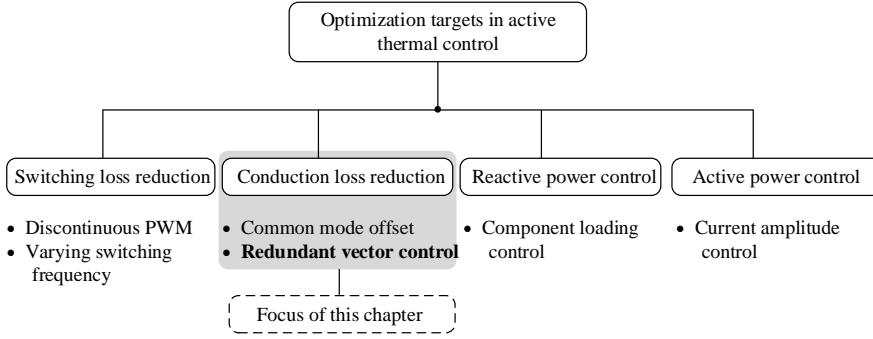 Optimization targets in active
thermal control
Switching loss reduction
• Discontinuous PWM
• Varying switching
frequency
Conduction loss reduction
• Common mode offset
• Redundant vector control
Focus of this chapter
Reactive power control
• Component loading
control
Active power control
• Current amplitude
control